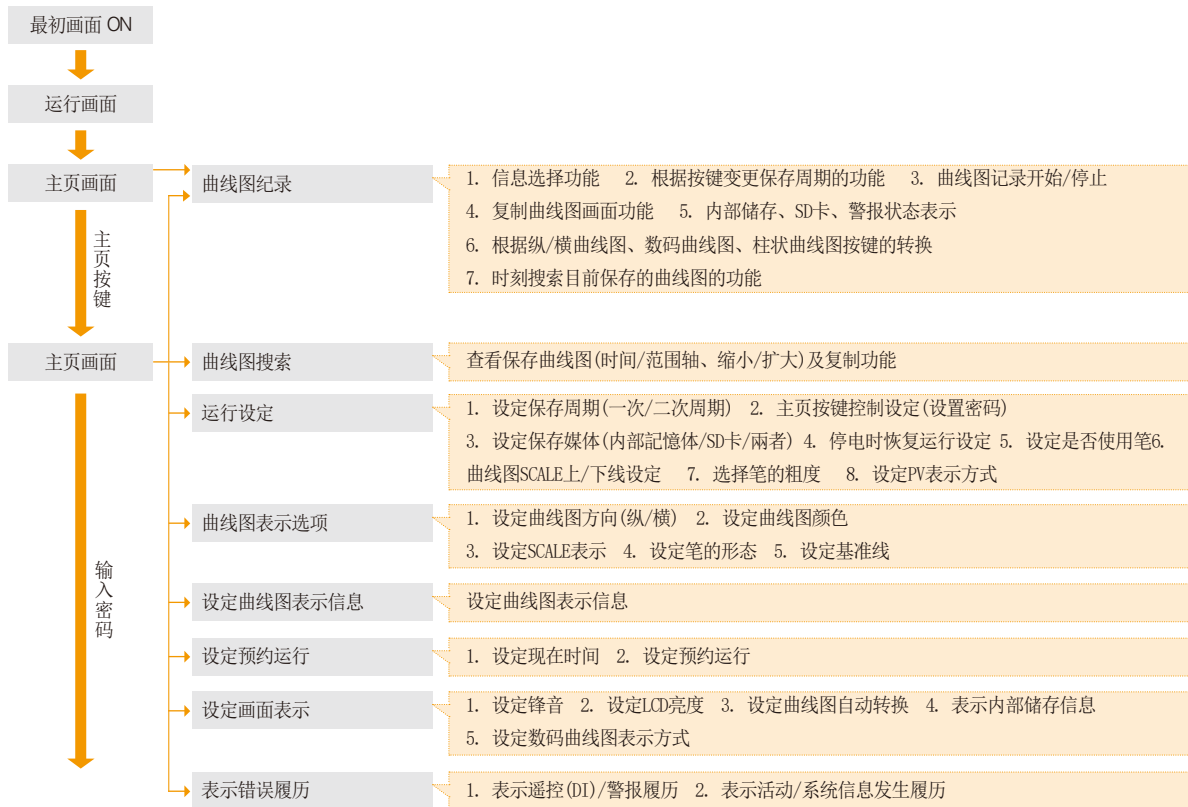 最初画面 ON
运行画面
主页画面
曲线图纪录
1. 信息选择功能 2. 根据按键变更保存周期的功能 3. 曲线图记录开始/停止
4. 复制曲线图画面功能 5. 内部储存、SD卡、警报状态表示
6. 根据纵/横曲线图、数码曲线图、柱状曲线图按键的转换
7. 时刻搜索目前保存的曲线图的功能
主页按键
主页画面
曲线图搜索
查看保存曲线图(时间/范围轴、缩小/扩大)及复制功能
运行设定
1. 设定保存周期(一次/二次周期) 2. 主页按键控制设定(设置密码)
3. 设定保存媒体(内部記憶体/SD卡/兩者) 4. 停电时恢复运行设定 5. 设定是否使用笔6.
曲线图SCALE上/下线设定 7. 选择笔的粗度 8. 设定PV表示方式
曲线图表示选项
1. 设定曲线图方向(纵/横) 2. 设定曲线图颜色
3. 设定SCALE表示 4. 设定笔的形态 5. 设定基准线
输入密码
设定曲线图表示信息
设定曲线图表示信息
设定预约运行
1. 设定现在时间 2. 设定预约运行
设定画面表示
1. 设定锋音 2. 设定LCD亮度 3. 设定曲线图自动转换 4. 表示内部储存信息
5. 设定数码曲线图表示方式
表示错误履历
1. 表示遥控(DI)/警报履历 2. 表示活动/系统信息发生履历